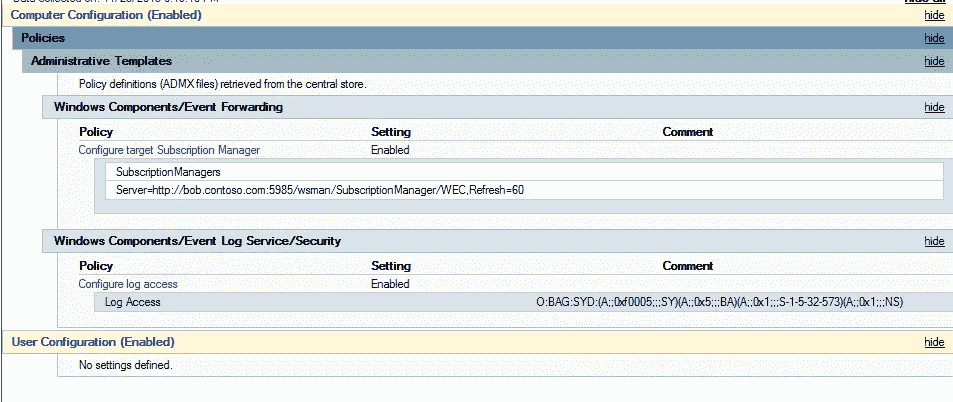 Computer Configuration (Enabled) hide
Policies hide
Administrative Templates hide
Policy definitions (ADMX files) retrieved from the central store.
Windows Components/Event Forwarding hide
Policy Setting Comment
Configure target Subscription Manager Enabled
SubscriptionManagers
Server=http://bob.contoso.com:5985/wsman/SubscriptionManager/WEC,Refresh=60
Windows Components/Event Log Service/Security hide
Policy Setting Comment
Configure log access Enabled
Log Access O:BAG:SYD:(A;;0xf0005;;;SY)(A;;0x5;;;BA)(A;;0x1;;;S-1-5-32-573)(A;;0x1;;;NS)
User Configuration (Enabled) hide
No settings defined.